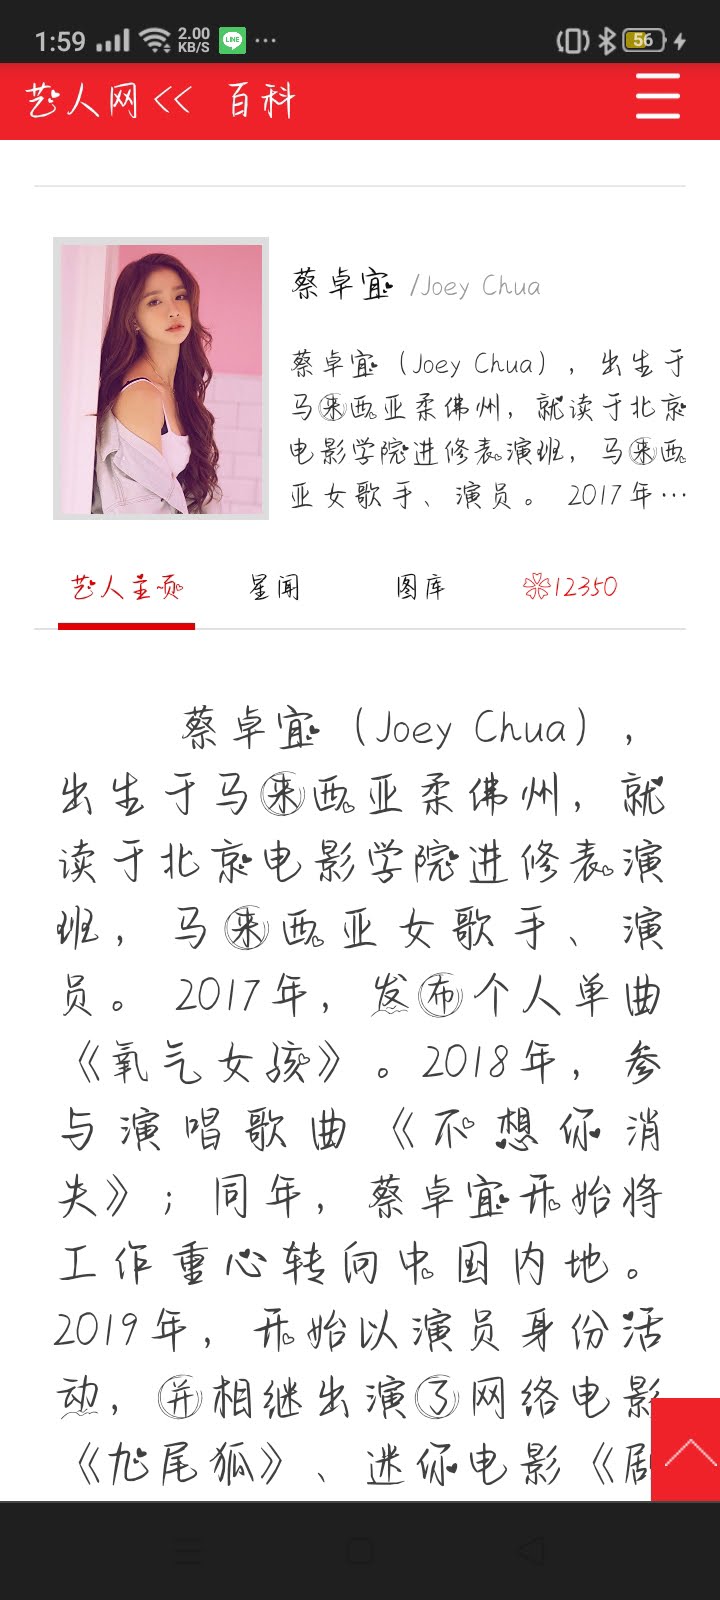 1:59
2.00
KB/S
LINE
56
艺人网<< 百科
蔡卓宜 /Joey Chua
蔡卓宜（Joey Chua），出生于
马来西亚柔佛州，就读于北京
电影学院进修表演班，马来西
亚女歌手、演员。 2017年…
艺人主页 星闻 图库 12350
蔡卓宜（Joey Chua），
出生于马来西亚柔佛州，就
读于北京电影学院进修表演
班，马来西亚女歌手、演
员。 2017年，发布个人单曲
《氧气女孩》。2018年，参
与演唱歌曲《不想你消
失》；同年，蔡卓宜开始将
工作重心转向中国内地。
2019年，开始以演员身份活
动，并相继出演了网络电影
《九尾狐》、迷你电影《剧